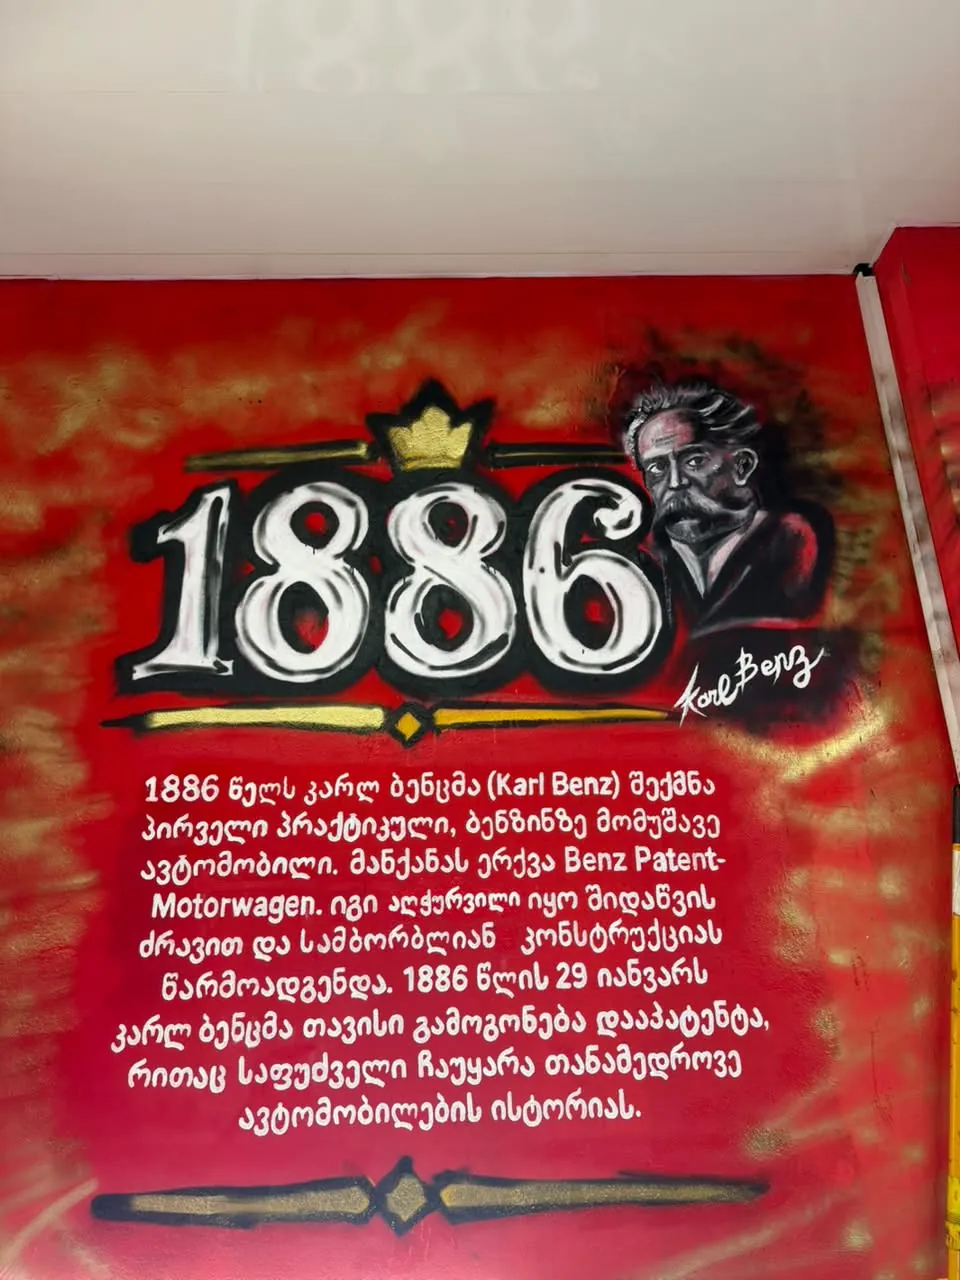 1886
Karl Benz
1886 წელს კარლ ბენცმა (Karl Benz) შექმნა
პირველი პრაქტიკული, ბენზინზე მომუშავე
ავტომობილი. მანქანას ერქვა Benz Patent-
Motorwagen. იგი აღჭურვილი იყო შიდაწვის
ძრავით და სამბორბლიან კონსტრუქციას
წარმოადგენდა. 1886 წლის 29 იანვარს
კარლ ბენცმა თავისი გამოგონება დააპატენტა,
რითაც საფუძველი ჩაუყარა თანამედროვე
ავტომობილების ისტორიას.